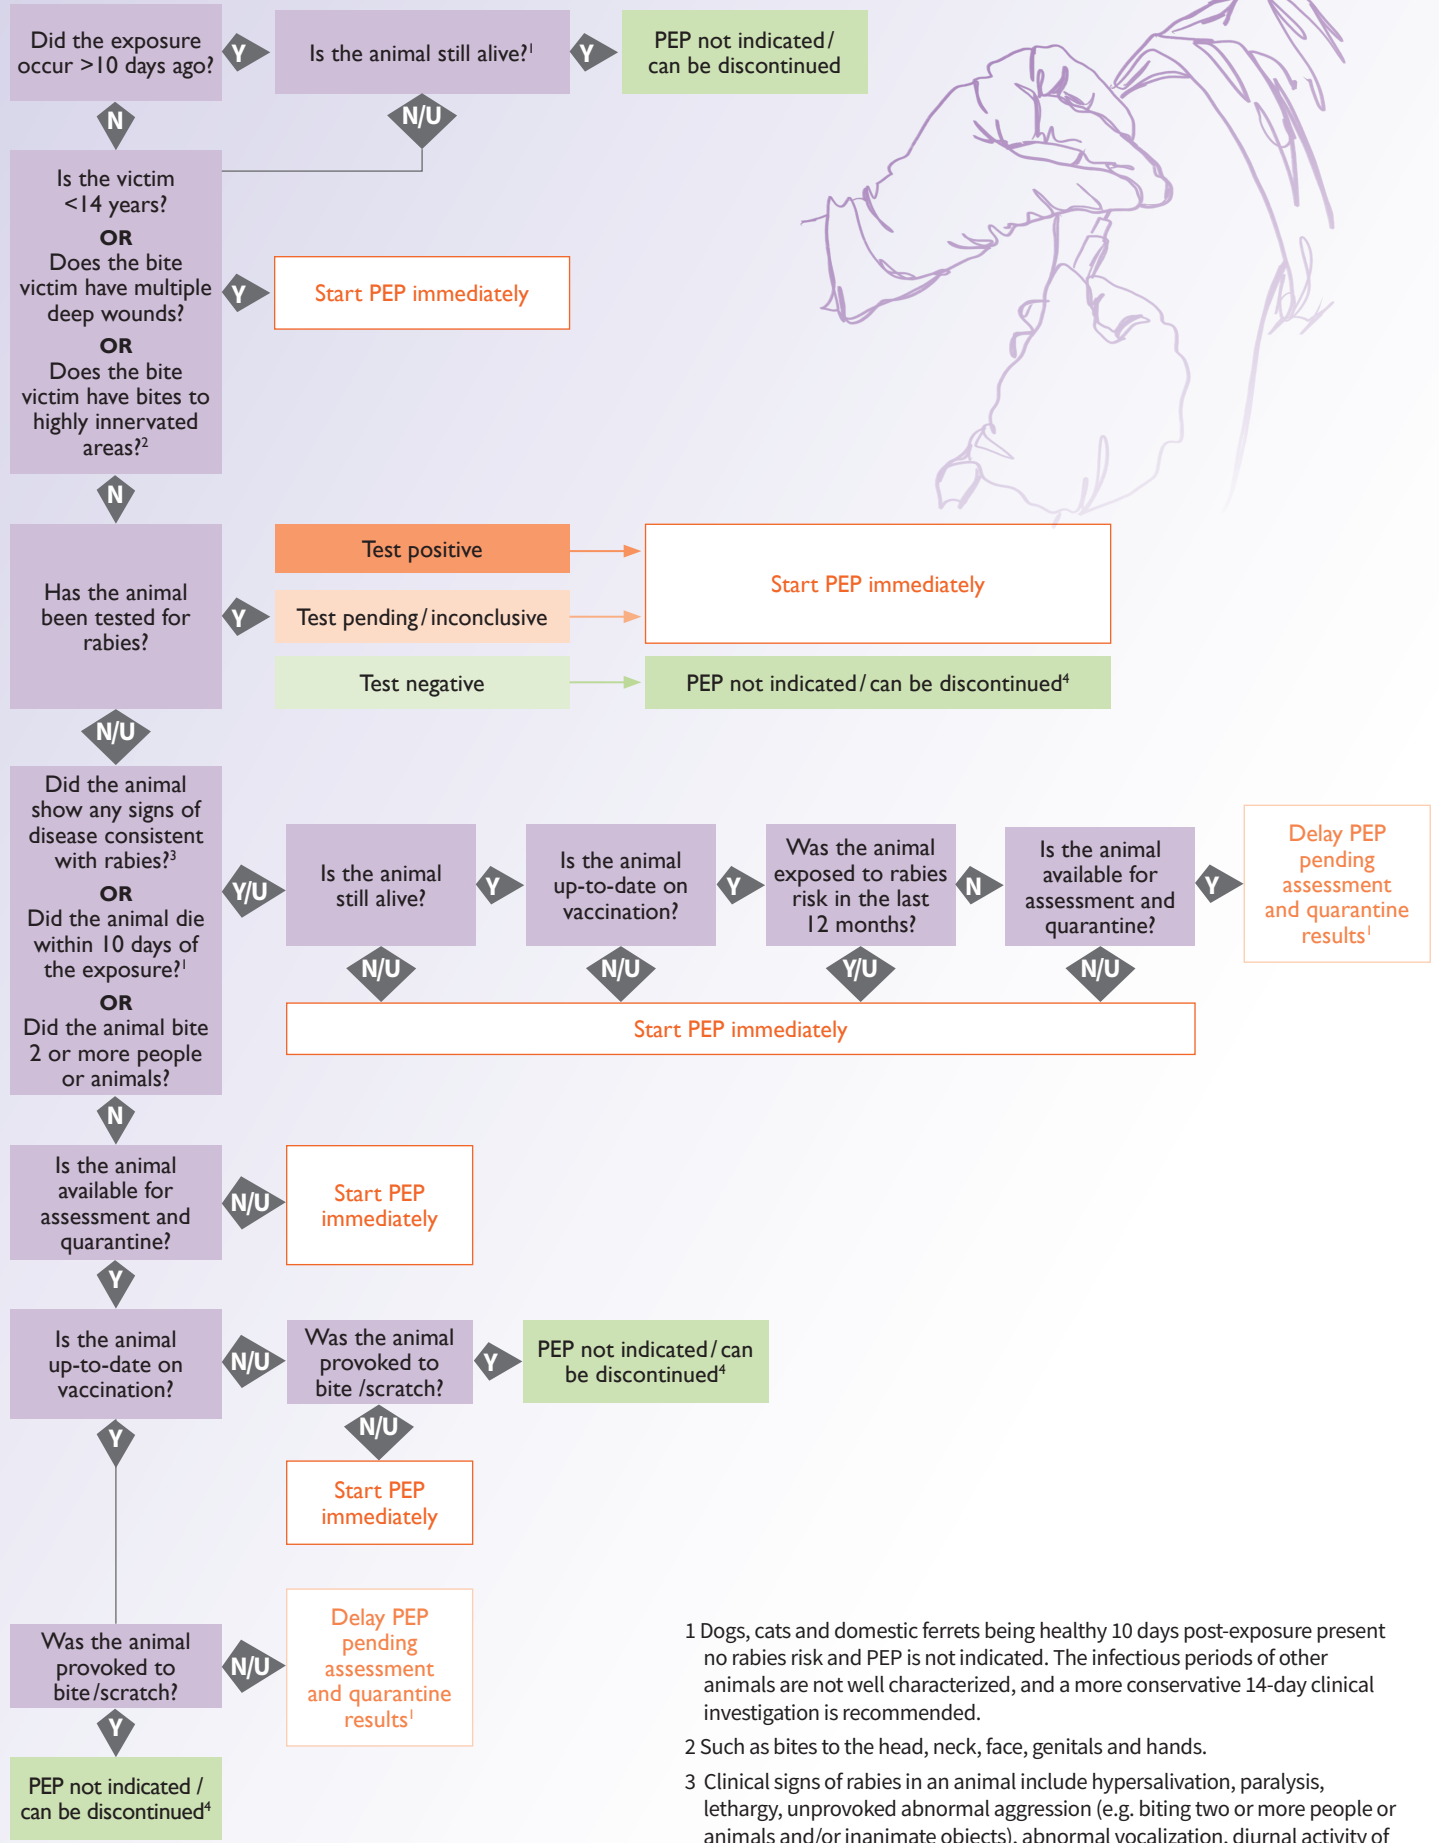 Did the exposure
occur >10 days ago?
Y
Is the animal still alive?¹
Y
PEP not indicated/
can be discontinued
N
N/U
Is the victim
<14 years?
OR
Does the bite
victim have multiple
deep wounds?
OR
Does the bite
victim have bites to
highly innervated
areas?²
Y
Start PEP immediately
N
Has the animal
been tested for
rabies?
Y
Test positive
Start PEP immediately
Test pending/inconclusive
Test negative
PEP not indicated/can be discontinued⁴
N/U
Did the animal
show any signs of
disease consistent
with rabies?³
OR
Did the animal die
within 10 days of
the exposure?¹
OR
Did the animal bite
2 or more people
or animals?
Y/U
Is the animal
still alive?
Y
Is the animal
up-to-date on
vaccination?
Y
Was the animal
exposed to rabies
risk in the last
12 months?
N
Is the animal
available for
assessment and
quarantine?
Y
Delay PEP
pending
assessment
and quarantine
results¹
N/U
N/U
Y/U
N/U
Start PEP immediately
N
Is the animal
available for
assessment and
quarantine?
N/U
Start PEP
immediately
Y
Is the animal
up-to-date on
vaccination?
N/U
Was the animal
provoked to
bite /scratch?
Y
PEP not indicated/can
be discontinued⁴
Y
N/U
Start PEP
immediately
Was the animal
provoked to
bite/scratch?
N/U
Delay PEP
pending
assessment
and quarantine
results¹
Y
PEP not indicated /
can be discontinued⁴
1 Dogs, cats and domestic ferrets being healthy 10 days post-exposure present
no rabies risk and PEP is not indicated. The infectious periods of other
animals are not well characterized, and a more conservative 14-day clinical
investigation is recommended.
2 Such as bites to the head, neck, face, genitals and hands.
3 Clinical signs of rabies in an animal include hypersalivation, paralysis,
lethargy, unprovoked abnormal aggression (e.g. biting two or more people or
animals and/or inanimate objects), abnormal vocalization, diurnal activity of